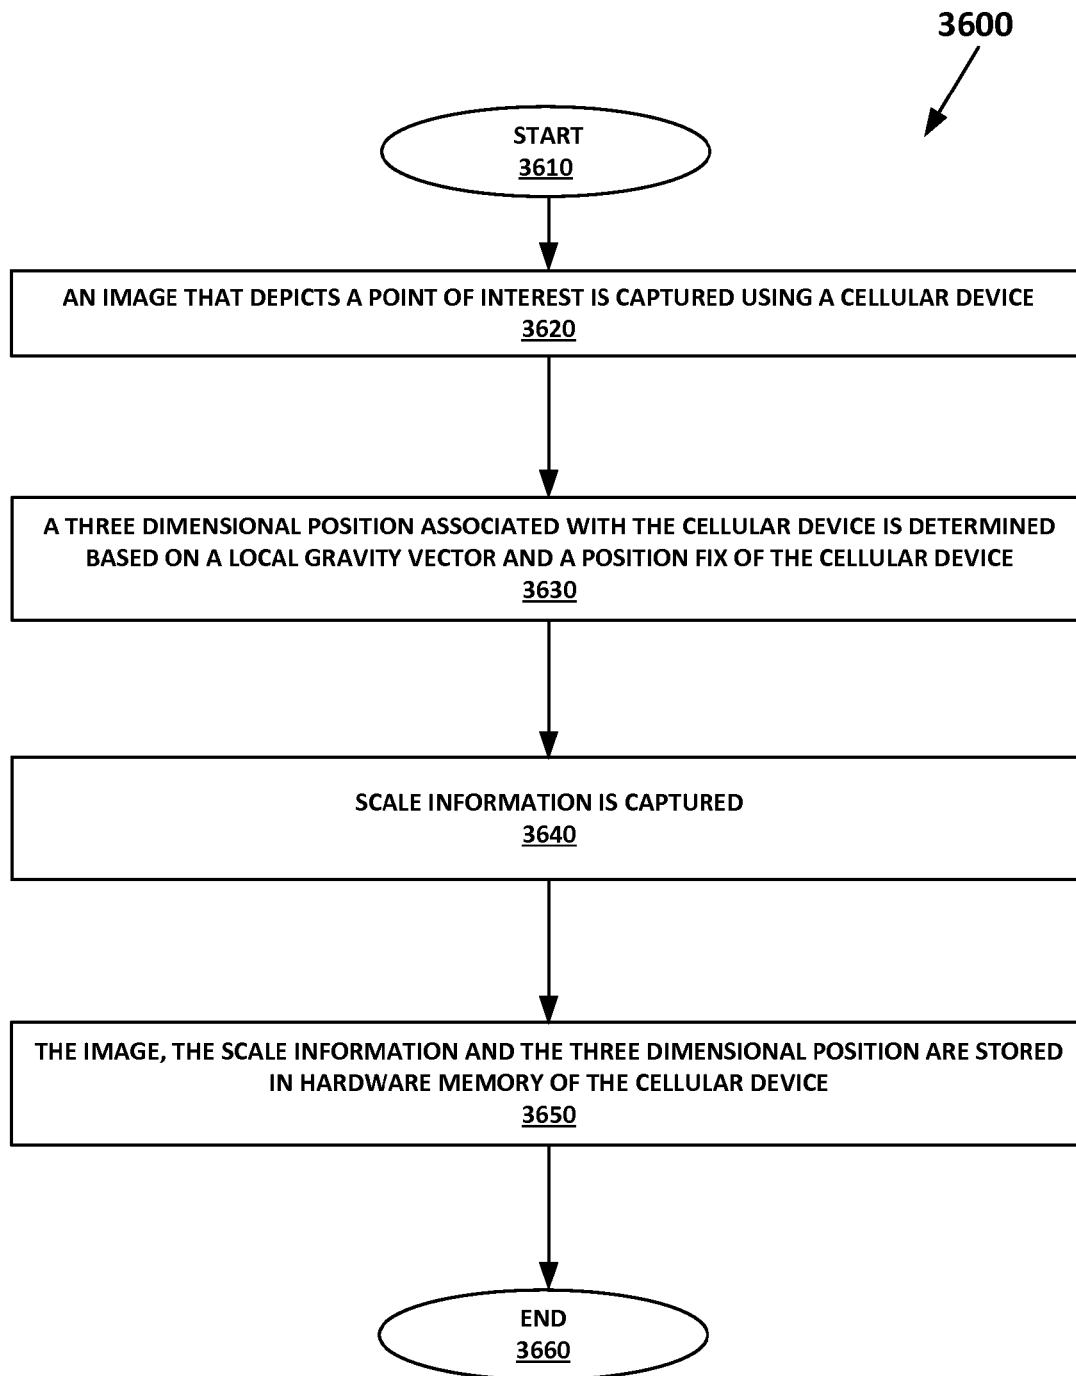 3600
START
3610
AN IMAGE THAT DEPICTS A POINT OF INTEREST IS CAPTURED USING A CELLULAR DEVICE
3620
A THREE DIMENSIONAL POSITION ASSOCIATED WITH THE CELLULAR DEVICE IS DETERMINED
BASED ON A LOCAL GRAVITY VECTOR AND A POSITION FIX OF THE CELLULAR DEVICE
3630
SCALE INFORMATION IS CAPTURED
3640
THE IMAGE, THE SCALE INFORMATION AND THE THREE DIMENSIONAL POSITION ARE STORED
IN HARDWARE MEMORY OF THE CELLULAR DEVICE
3650
END
3660